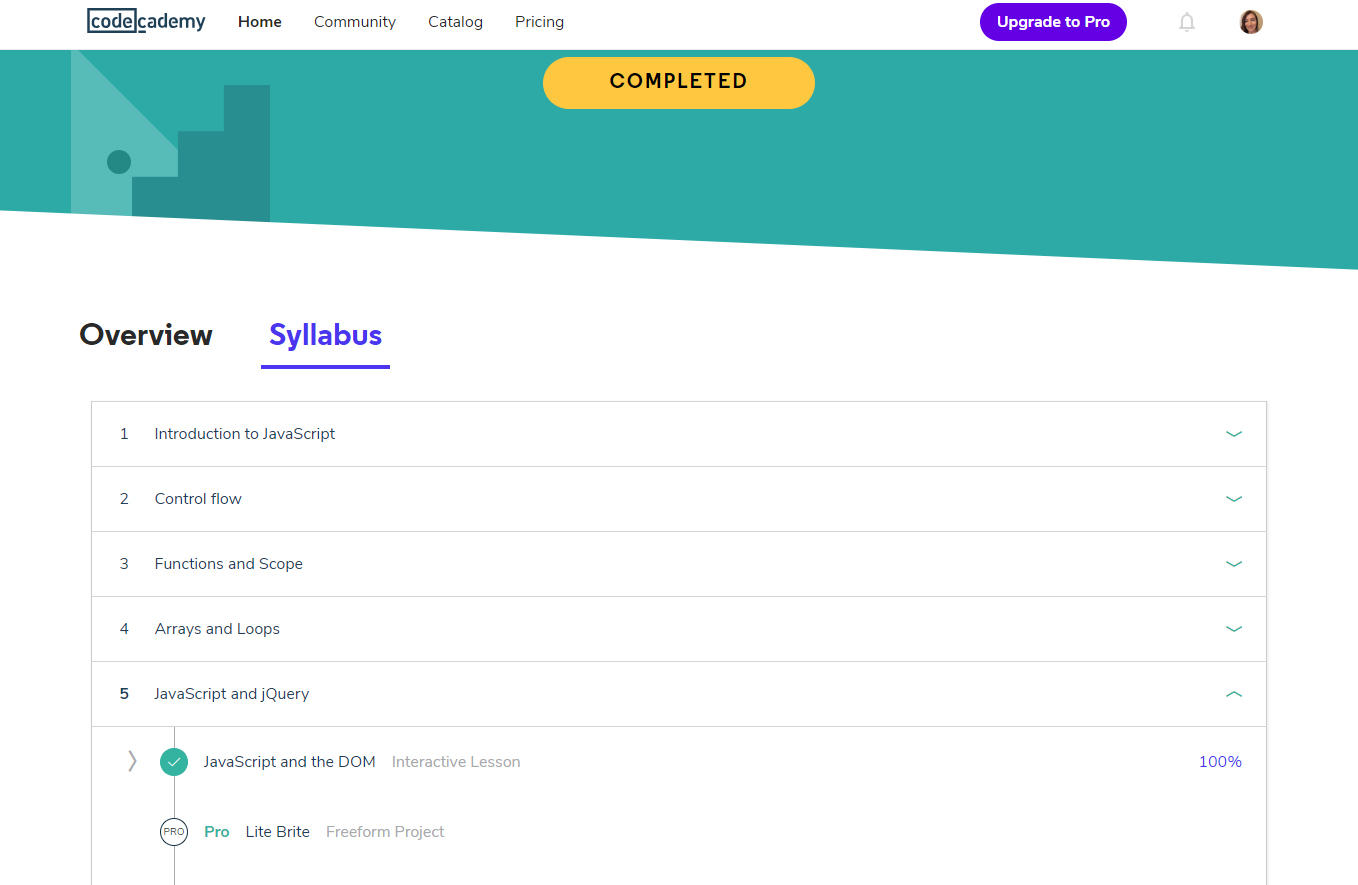 codecademy Home Community Catalog Pricing Upgrade to Pro
COMPLETED
Overview Syllabus
1 Introduction to JavaScript
2 Control flow
3 Functions and Scope
4 Arrays and Loops
5 JavaScript and jQuery
JavaScript and the DOM Interactive Lesson 100%
PRO Pro Lite Brite Freeform Project